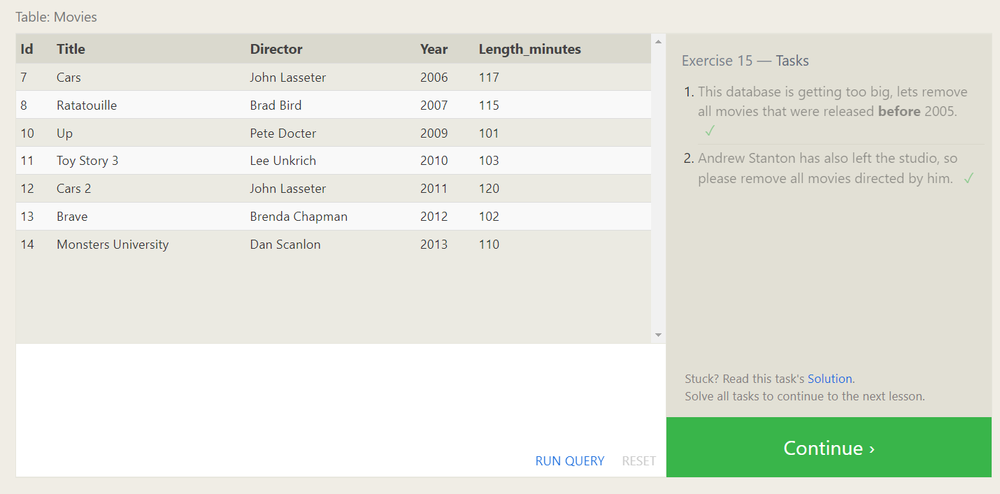 Table: Movies
Id Title Director Year Length_minutes
7 Cars John Lasseter 2006 117
8 Ratatouille Brad Bird 2007 115
10 Up Pete Docter 2009 101
11 Toy Story 3 Lee Unkrich 2010 103
12 Cars 2 John Lasseter 2011 120
13 Brave Brenda Chapman 2012 102
14 Monsters University Dan Scanlon 2013 110
RUN QUERY RESET
Exercise 15 — Tasks
1. This database is getting too big, lets remove
all movies that were released before 2005.
✓
2. Andrew Stanton has also left the studio, so
please remove all movies directed by him. ✓
Stuck? Read this task's Solution.
Solve all tasks to continue to the next lesson.
Continue ›